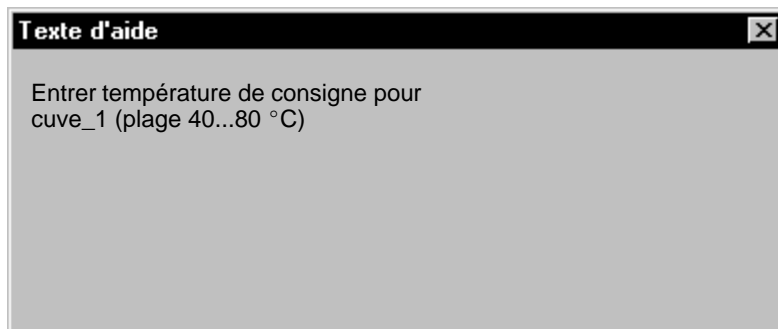 Texte d'aide
Entrer température de consigne pour
cuve_1 (plage 40...80 °C)